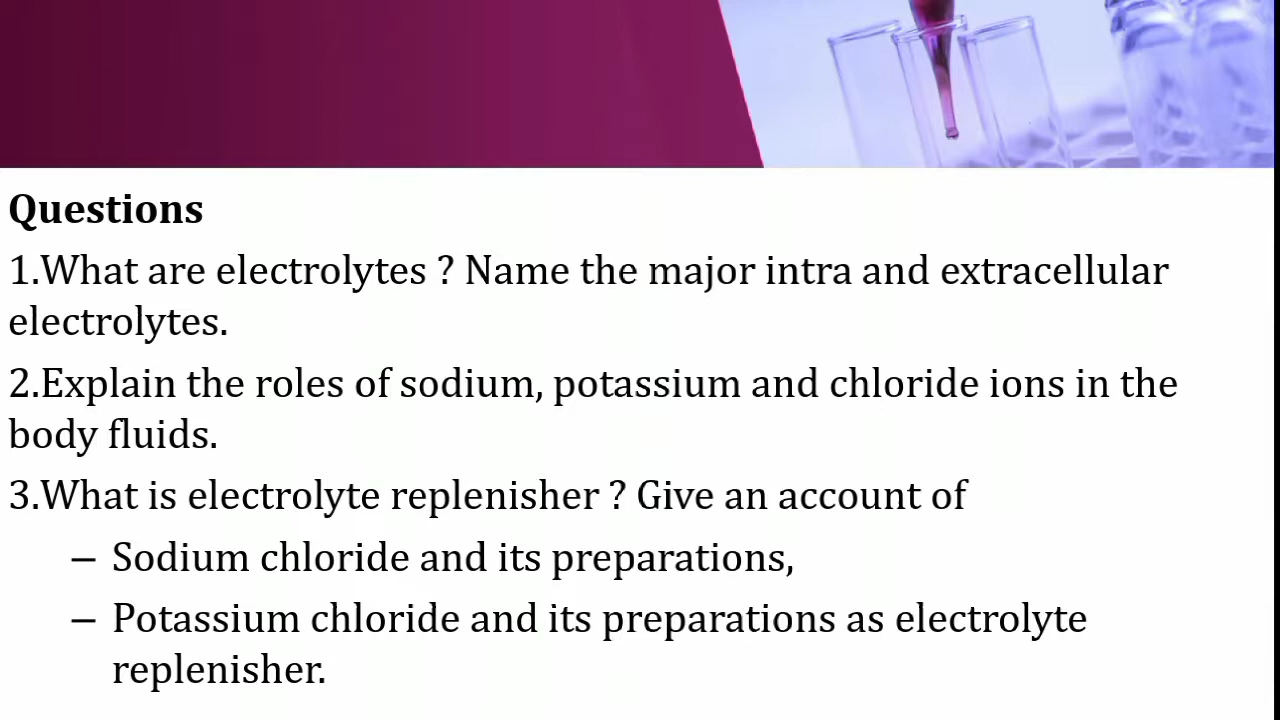 Questions
1.What are electrolytes ? Name the major intra and extracellular
electrolytes.
2.Explain the roles of sodium, potassium and chloride ions in the
body fluids.
3.What is electrolyte replenisher ? Give an account of
– Sodium chloride and its preparations,
– Potassium chloride and its preparations as electrolyte
replenisher.